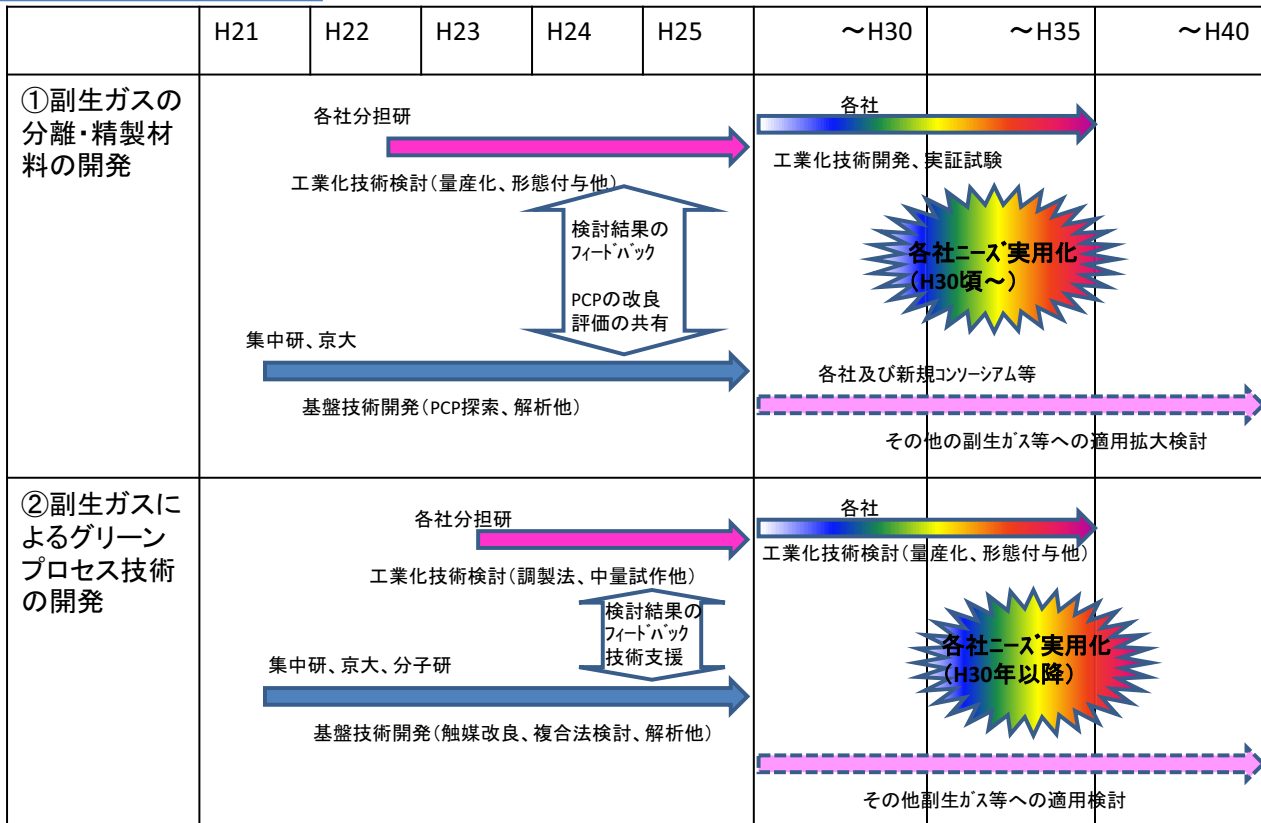 H21
H22
H23
H24
H25
～H30
～H35
～H40
①副生ガスの
分離・精製材
料の開発
各社分担研
工業化技術検討(量産化、形態付与他)
検討結果の
フィードバック
PCPの改良
評価の共有
集中研、京大
基盤技術開発(PCP探索、解析他)
各社
工業化技術開発、実証試験
各社ニーズ実用化
(H30頃～)
各社及び新規コンソーシアム等
その他の副生ガス等への適用拡大検討
②副生ガスに
よるグリーン
プロセス技術
の開発
各社分担研
工業化技術検討(調製法、中量試作他)
検討結果の
フィードバック
技術支援
集中研、京大、分子研
基盤技術開発(触媒改良、複合法検討、解析他)
各社
工業化技術検討(量産化、形態付与他)
各社ニーズ実用化
(H30年以降)
その他副生ガス等への適用検討